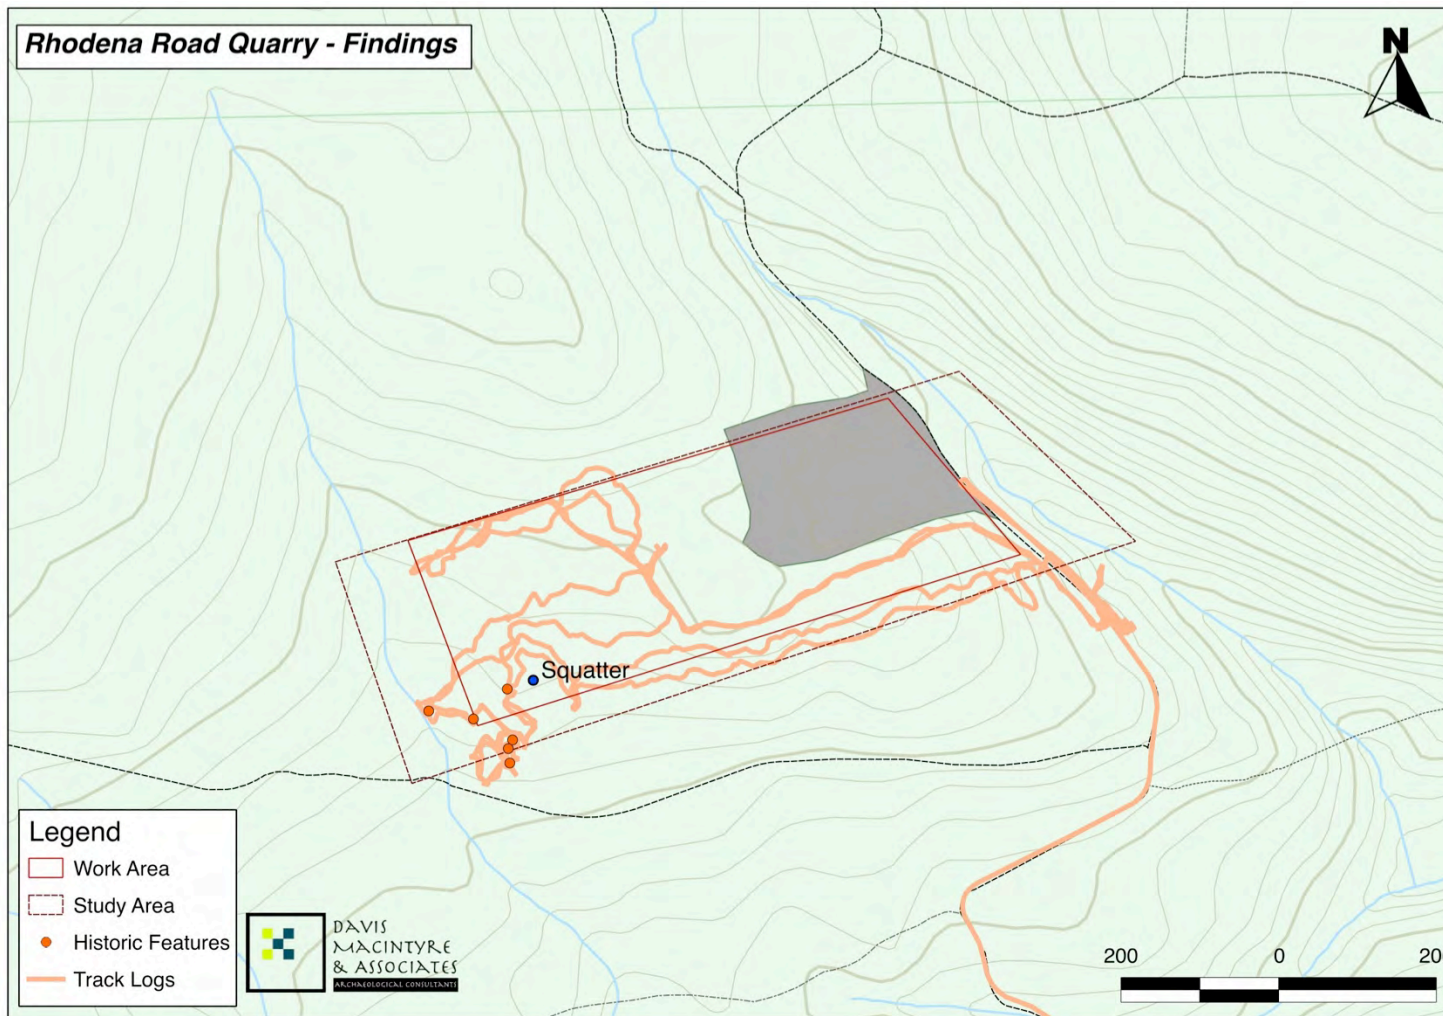 Rhodena Road Quarry - Findings
N
Squatter
Legend
Work Area
Study Area
Historic Features
Track Logs
DAVIS
MACINTYRE
& ASSOCIATES
ARCHAEOLOGICAL CONSULTANTS
200 0 20